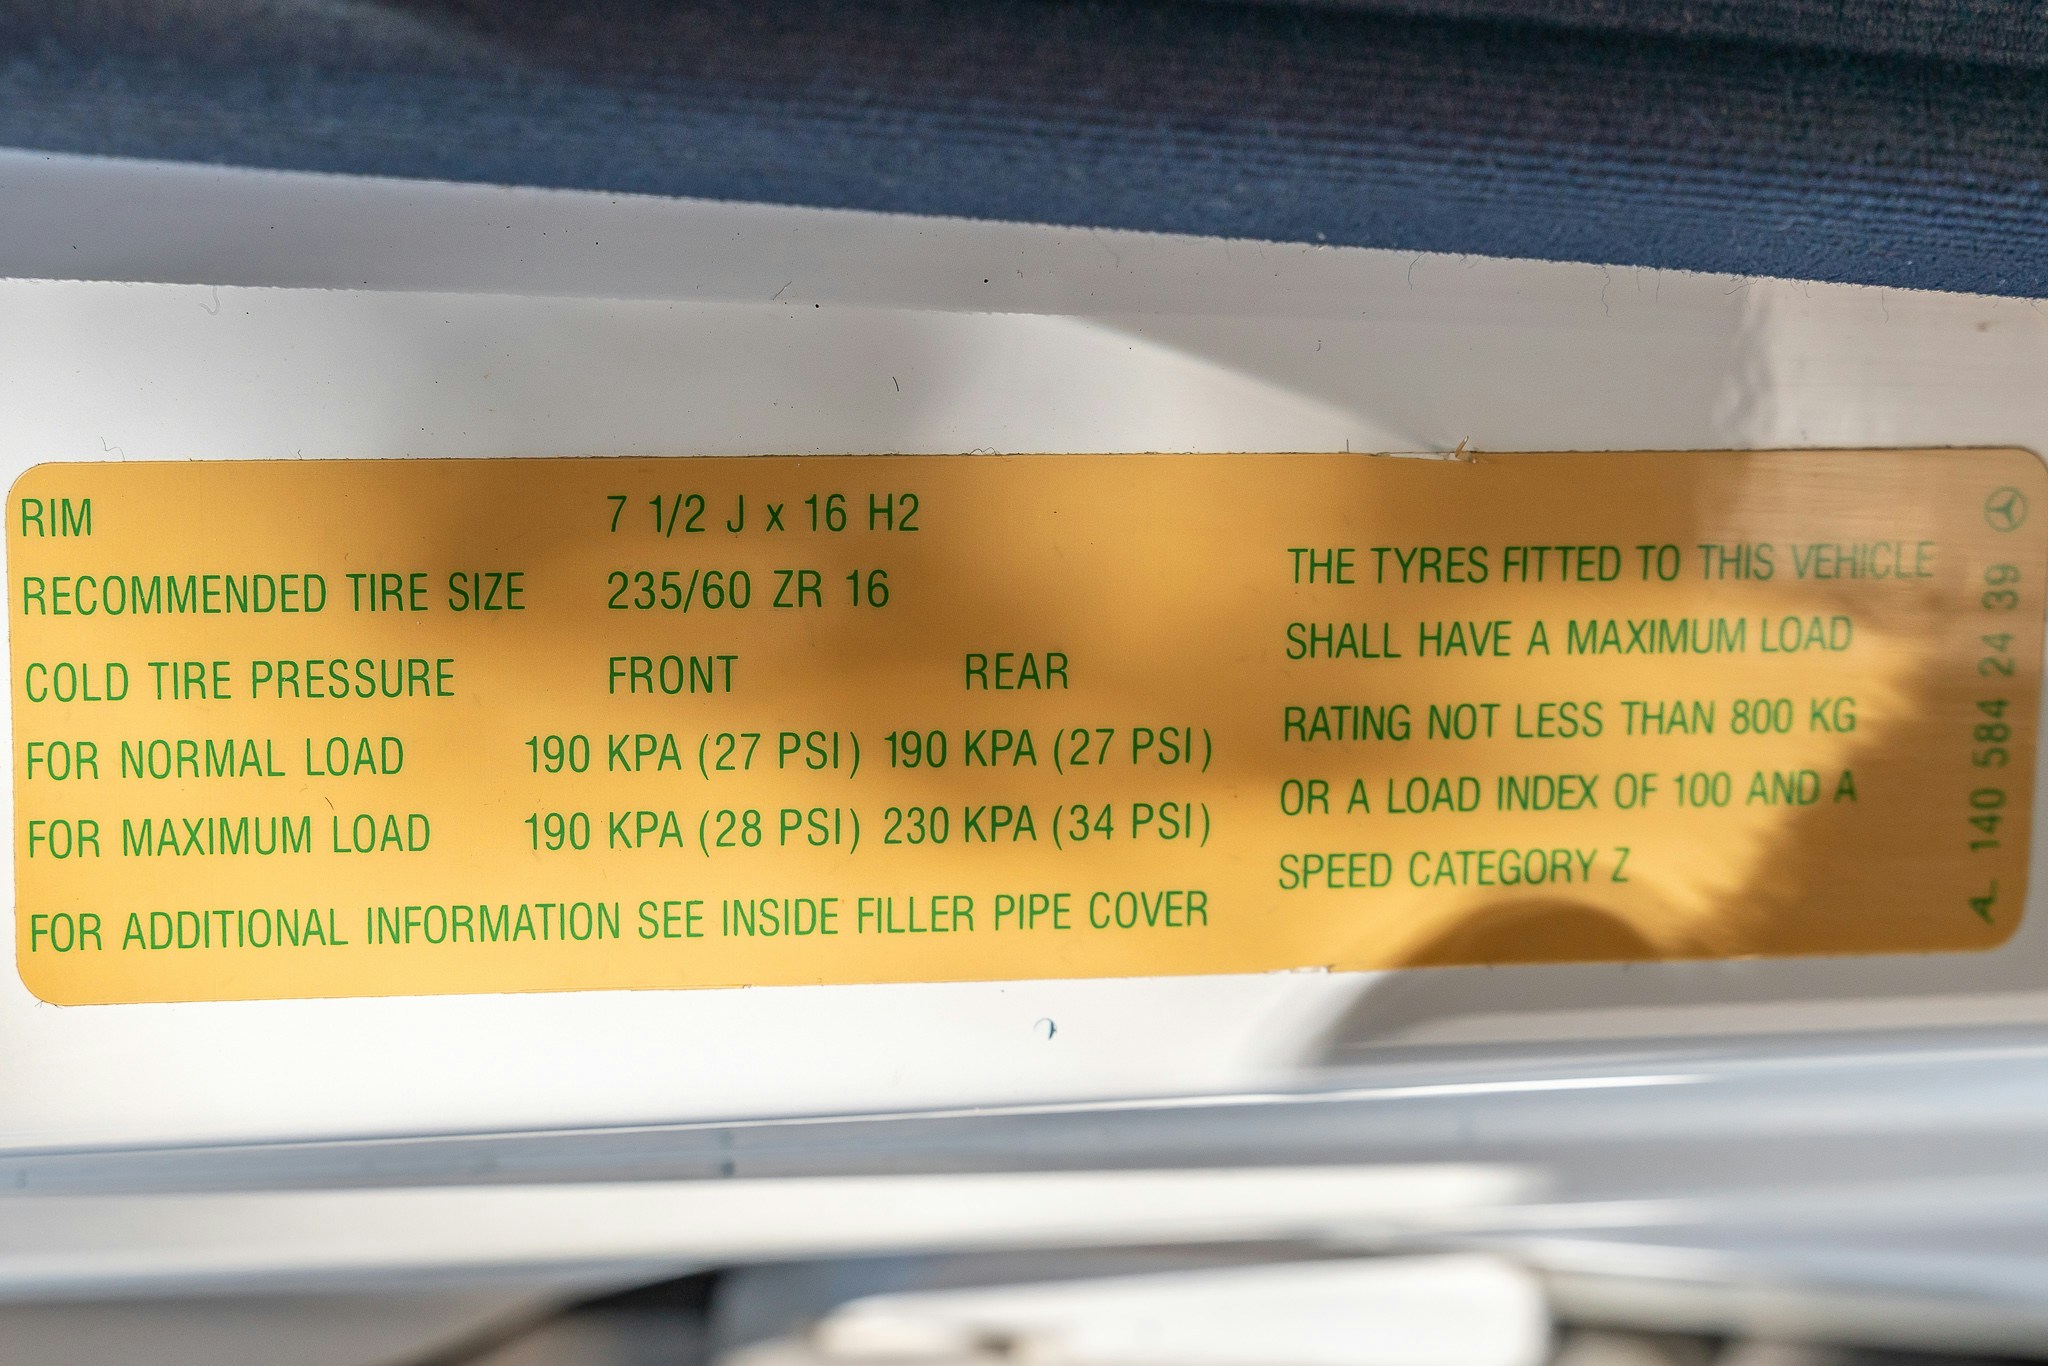 RIM 7 1/2 J x 16 H2
RECOMMENDED TIRE SIZE 235/60 ZR 16
COLD TIRE PRESSURE FRONT REAR
FOR NORMAL LOAD 190 KPA (27 PSI) 190 KPA (27 PSI)
FOR MAXIMUM LOAD 190 KPA (28 PSI) 230 KPA (34 PSI)
FOR ADDITIONAL INFORMATION SEE INSIDE FILLER PIPE COVER
THE TYRES FITTED TO THIS VEHICLE
SHALL HAVE A MAXIMUM LOAD
RATING NOT LESS THAN 800 KG
OR A LOAD INDEX OF 100 AND A
SPEED CATEGORY Z
A 140 584 24 39